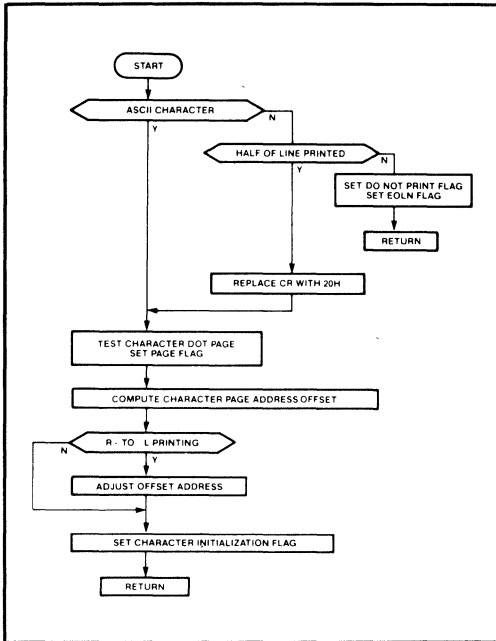 START
ASCII CHARACTER
N
Y
HALF OF LINE PRINTED
N
Y
SET DO NOT PRINT FLAG
SET EOLN FLAG
RETURN
REPLACE CR WITH 20H
TEST CHARACTER DOT PAGE
SET PAGE FLAG
COMPUTE CHARACTER PAGE ADDRESS OFFSET
R - TO L PRINTING
N
Y
ADJUST OFFSET ADDRESS
SET CHARACTER INITIALIZATION FLAG
RETURN